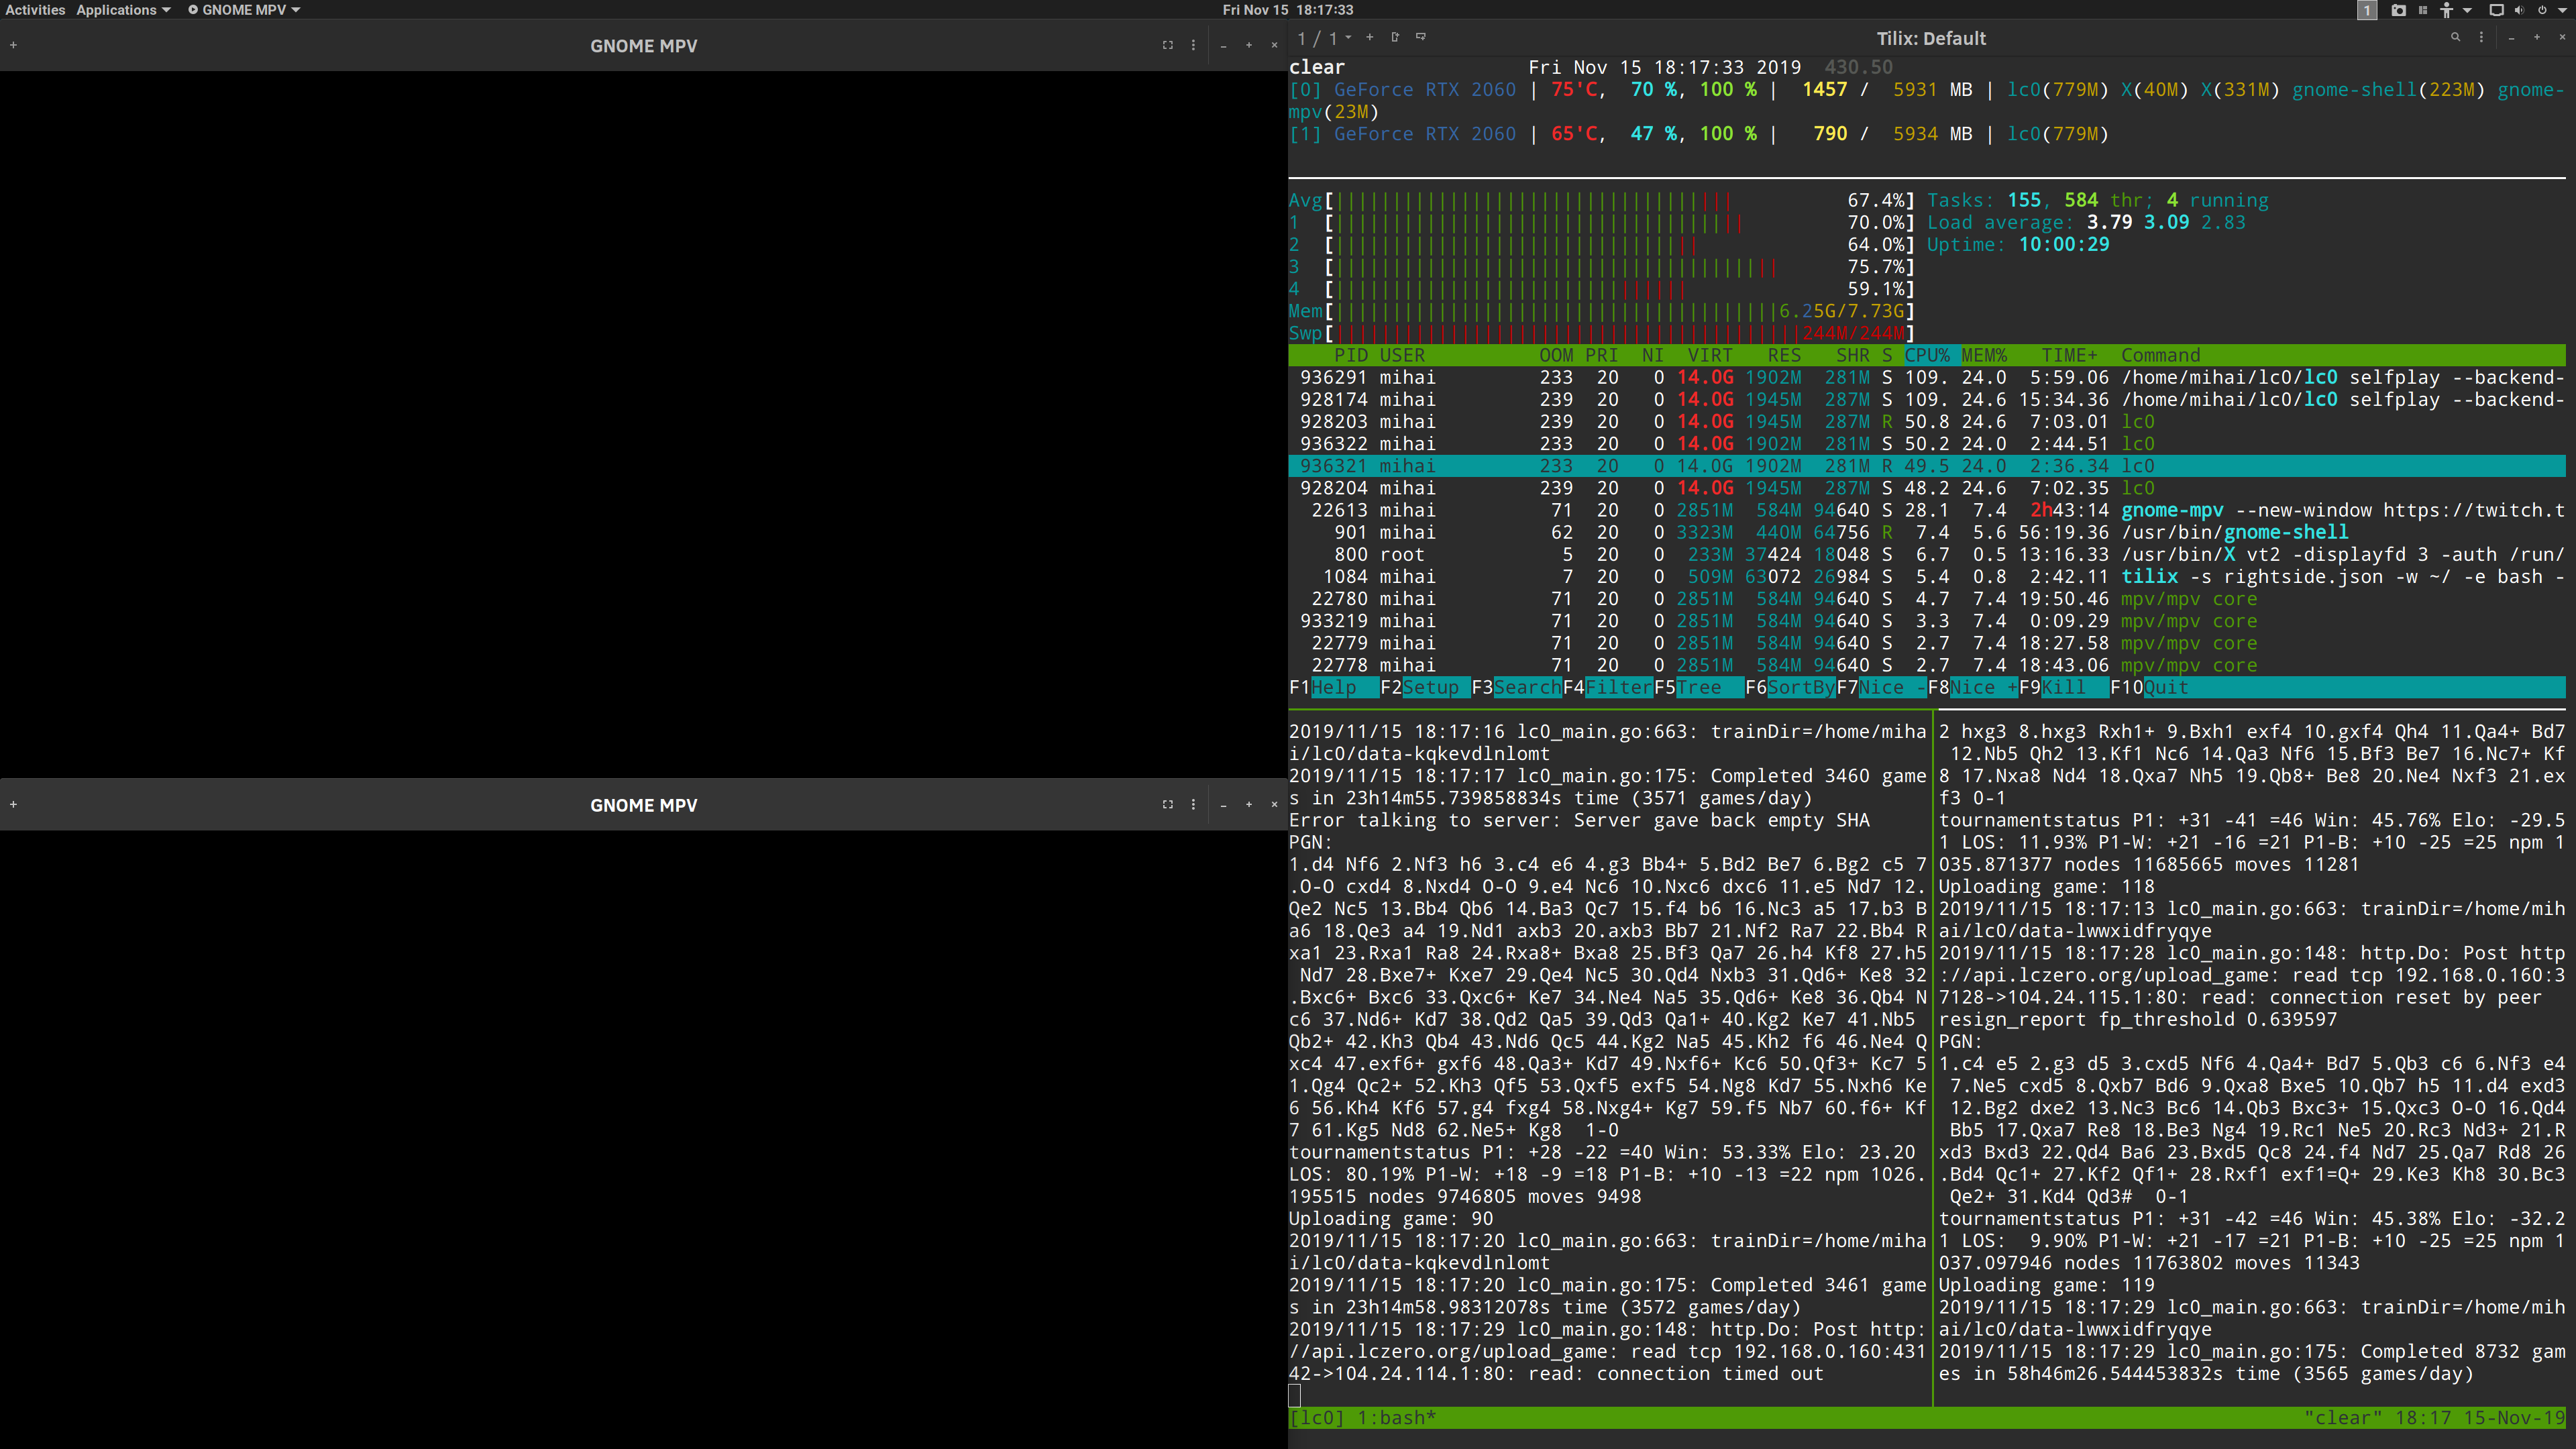 Activities Applications GNOME MPV Fri Nov 15 18:17:33 1
GNOME MPV
GNOME MPV
1 / 1 Tilix: Default
clear Fri Nov 15 18:17:33 2019 430.50
[0] GeForce RTX 2060 | 75'C, 70 %, 100 % | 1457 / 5931 MB | lc0(779M) X(40M) X(331M) gnome-shell(223M) gnome-
mpv(23M)
[1] GeForce RTX 2060 | 65'C, 47 %, 100 % | 790 / 5934 MB | lc0(779M)
Avg[ 67.4%] Tasks: 155, 584 thr; 4 running
1 [ 70.0%] Load average: 3.79 3.09 2.83
2 [ 64.0%] Uptime: 10:00:29
3 [ 75.7%]
4 [ 59.1%]
Mem[ 6.25G/7.73G]
Swp[ 244M/244M]
PID USER OOM PRI NI VIRT RES SHR S CPU% MEM% TIME+ Command
936291 mihai 233 20 0 14.0G 1902M 281M S 109. 24.0 5:59.06 /home/mihai/lc0/lc0 selfplay --backend-
928174 mihai 239 20 0 14.0G 1945M 287M S 109. 24.6 15:34.36 /home/mihai/lc0/lc0 selfplay --backend-
928203 mihai 239 20 0 14.0G 1945M 287M R 50.8 24.6 7:03.01 lc0
936322 mihai 233 20 0 14.0G 1902M 281M S 50.2 24.0 2:44.51 lc0
936321 mihai 233 20 0 14.0G 1902M 281M R 49.5 24.0 2:36.34 lc0
928204 mihai 239 20 0 14.0G 1945M 287M S 48.2 24.6 7:02.35 lc0
22613 mihai 71 20 0 2851M 584M 94640 S 28.1 7.4 2h43:14 gnome-mpv --new-window https://twitch.t
901 mihai 62 20 0 3323M 440M 64756 R 7.4 5.6 56:19.36 /usr/bin/gnome-shell
800 root 5 20 0 233M 37424 18048 S 6.7 0.5 13:16.33 /usr/bin/X vt2 -displayfd 3 -auth /run/
1084 mihai 7 20 0 509M 63072 26984 S 5.4 0.8 2:42.11 tilix -s rightside.json -w ~/ -e bash -
22780 mihai 71 20 0 2851M 584M 94640 S 4.7 7.4 19:50.46 mpv/mpv core
933219 mihai 71 20 0 2851M 584M 94640 S 3.3 7.4 0:09.29 mpv/mpv core
22779 mihai 71 20 0 2851M 584M 94640 S 2.7 7.4 18:27.58 mpv/mpv core
22778 mihai 71 20 0 2851M 584M 94640 S 2.7 7.4 18:43.06 mpv/mpv core
F1Help F2Setup F3SearchF4FilterF5Tree F6SortByF7Nice -F8Nice +F9Kill F10Quit
2019/11/15 18:17:16 lc0_main.go:663: trainDir=/home/miha
i/lc0/data-kqkevdlnlomt
2019/11/15 18:17:17 lc0_main.go:175: Completed 3460 game
s in 23h14m55.739858834s time (3571 games/day)
Error talking to server: Server gave back empty SHA
PGN:
1.d4 Nf6 2.Nf3 h6 3.c4 e6 4.g3 Bb4+ 5.Bd2 Be7 6.Bg2 c5 7
.O-O cxd4 8.Nxd4 O-O 9.e4 Nc6 10.Nxc6 dxc6 11.e5 Nd7 12.
Qe2 Nc5 13.Bb4 Qb6 14.Ba3 Qc7 15.f4 b6 16.Nc3 a5 17.b3 B
a6 18.Qe3 a4 19.Nd1 axb3 20.axb3 Bb7 21.Nf2 Ra7 22.Bb4 R
xa1 23.Rxa1 Ra8 24.Rxa8+ Bxa8 25.Bf3 Qa7 26.h4 Kf8 27.h5
Nd7 28.Bxe7+ Kxe7 29.Qe4 Nc5 30.Qd4 Nxb3 31.Qd6+ Ke8 32
.Bxc6+ Bxc6 33.Qxc6+ Ke7 34.Ne4 Na5 35.Qd6+ Ke8 36.Qb4 N
c6 37.Nd6+ Kd7 38.Qd2 Qa5 39.Qd3 Qa1+ 40.Kg2 Ke7 41.Nb5
Qb2+ 42.Kh3 Qb4 43.Nd6 Qc5 44.Kg2 Na5 45.Kh2 f6 46.Ne4 Q
xc4 47.exf6+ gxf6 48.Qa3+ Kd7 49.Nxf6+ Kc6 50.Qf3+ Kc7 5
1.Qg4 Qc2+ 52.Kh3 Qf5 53.Qxf5 exf5 54.Ng8 Kd7 55.Nxh6 Ke
6 56.Kh4 Kf6 57.g4 fxg4 58.Nxg4+ Kg7 59.f5 Nb7 60.f6+ Kf
7 61.Kg5 Nd8 62.Ne5+ Kg8 1-0
tournamentstatus P1: +28 -22 =40 Win: 53.33% Elo: 23.20
LOS: 80.19% P1-W: +18 -9 =18 P1-B: +10 -13 =22 npm 1026.
195515 nodes 9746805 moves 9498
Uploading game: 90
2019/11/15 18:17:20 lc0_main.go:663: trainDir=/home/miha
i/lc0/data-kqkevdlnlomt
2019/11/15 18:17:20 lc0_main.go:175: Completed 3461 game
s in 23h14m58.98312078s time (3572 games/day)
2019/11/15 18:17:29 lc0_main.go:148: http.Do: Post http:
//api.lczero.org/upload_game: read tcp 192.168.0.160:431
42->104.24.114.1:80: read: connection timed out
2 hxg3 8.hxg3 Rxh1+ 9.Bxh1 exf4 10.gxf4 Qh4 11.Qa4+ Bd7
12.Nb5 Qh2 13.Kf1 Nc6 14.Qa3 Nf6 15.Bf3 Be7 16.Nc7+ Kf
8 17.Nxa8 Nd4 18.Qxa7 Nh5 19.Qb8+ Be8 20.Ne4 Nxf3 21.ex
f3 0-1
tournamentstatus P1: +31 -41 =46 Win: 45.76% Elo: -29.5
1 LOS: 11.93% P1-W: +21 -16 =21 P1-B: +10 -25 =25 npm 1
035.871377 nodes 11685665 moves 11281
Uploading game: 118
2019/11/15 18:17:13 lc0_main.go:663: trainDir=/home/mih
ai/lc0/data-lwwxidfryqye
2019/11/15 18:17:28 lc0_main.go:148: http.Do: Post http
://api.lczero.org/upload_game: read tcp 192.168.0.160:3
7128->104.24.115.1:80: read: connection reset by peer
resign_report fp_threshold 0.639597
PGN:
1.c4 e5 2.g3 d5 3.cxd5 Nf6 4.Qa4+ Bd7 5.Qb3 c6 6.Nf3 e4
7.Ne5 cxd5 8.Qxb7 Bd6 9.Qxa8 Bxe5 10.Qb7 h5 11.d4 exd3
12.Bg2 dxe2 13.Nc3 Bc6 14.Qb3 Bxc3+ 15.Qxc3 O-O 16.Qd4
Bb5 17.Qxa7 Re8 18.Be3 Ng4 19.Rc1 Ne5 20.Rc3 Nd3+ 21.R
xd3 Bxd3 22.Qd4 Ba6 23.Bxd5 Qc8 24.f4 Nd7 25.Qa7 Rd8 26
.Bd4 Qc1+ 27.Kf2 Qf1+ 28.Rxf1 exf1=Q+ 29.Ke3 Kh8 30.Bc3
Qe2+ 31.Kd4 Qd3# 0-1
tournamentstatus P1: +31 -42 =46 Win: 45.38% Elo: -32.2
1 LOS: 9.90% P1-W: +21 -17 =21 P1-B: +10 -25 =25 npm 1
037.097946 nodes 11763802 moves 11343
Uploading game: 119
2019/11/15 18:17:29 lc0_main.go:663: trainDir=/home/mih
ai/lc0/data-lwwxidfryqye
2019/11/15 18:17:29 lc0_main.go:175: Completed 8732 gam
es in 58h46m26.544453832s time (3565 games/day)
[lc0] 1:bash* "clear" 18:17 15-Nov-19